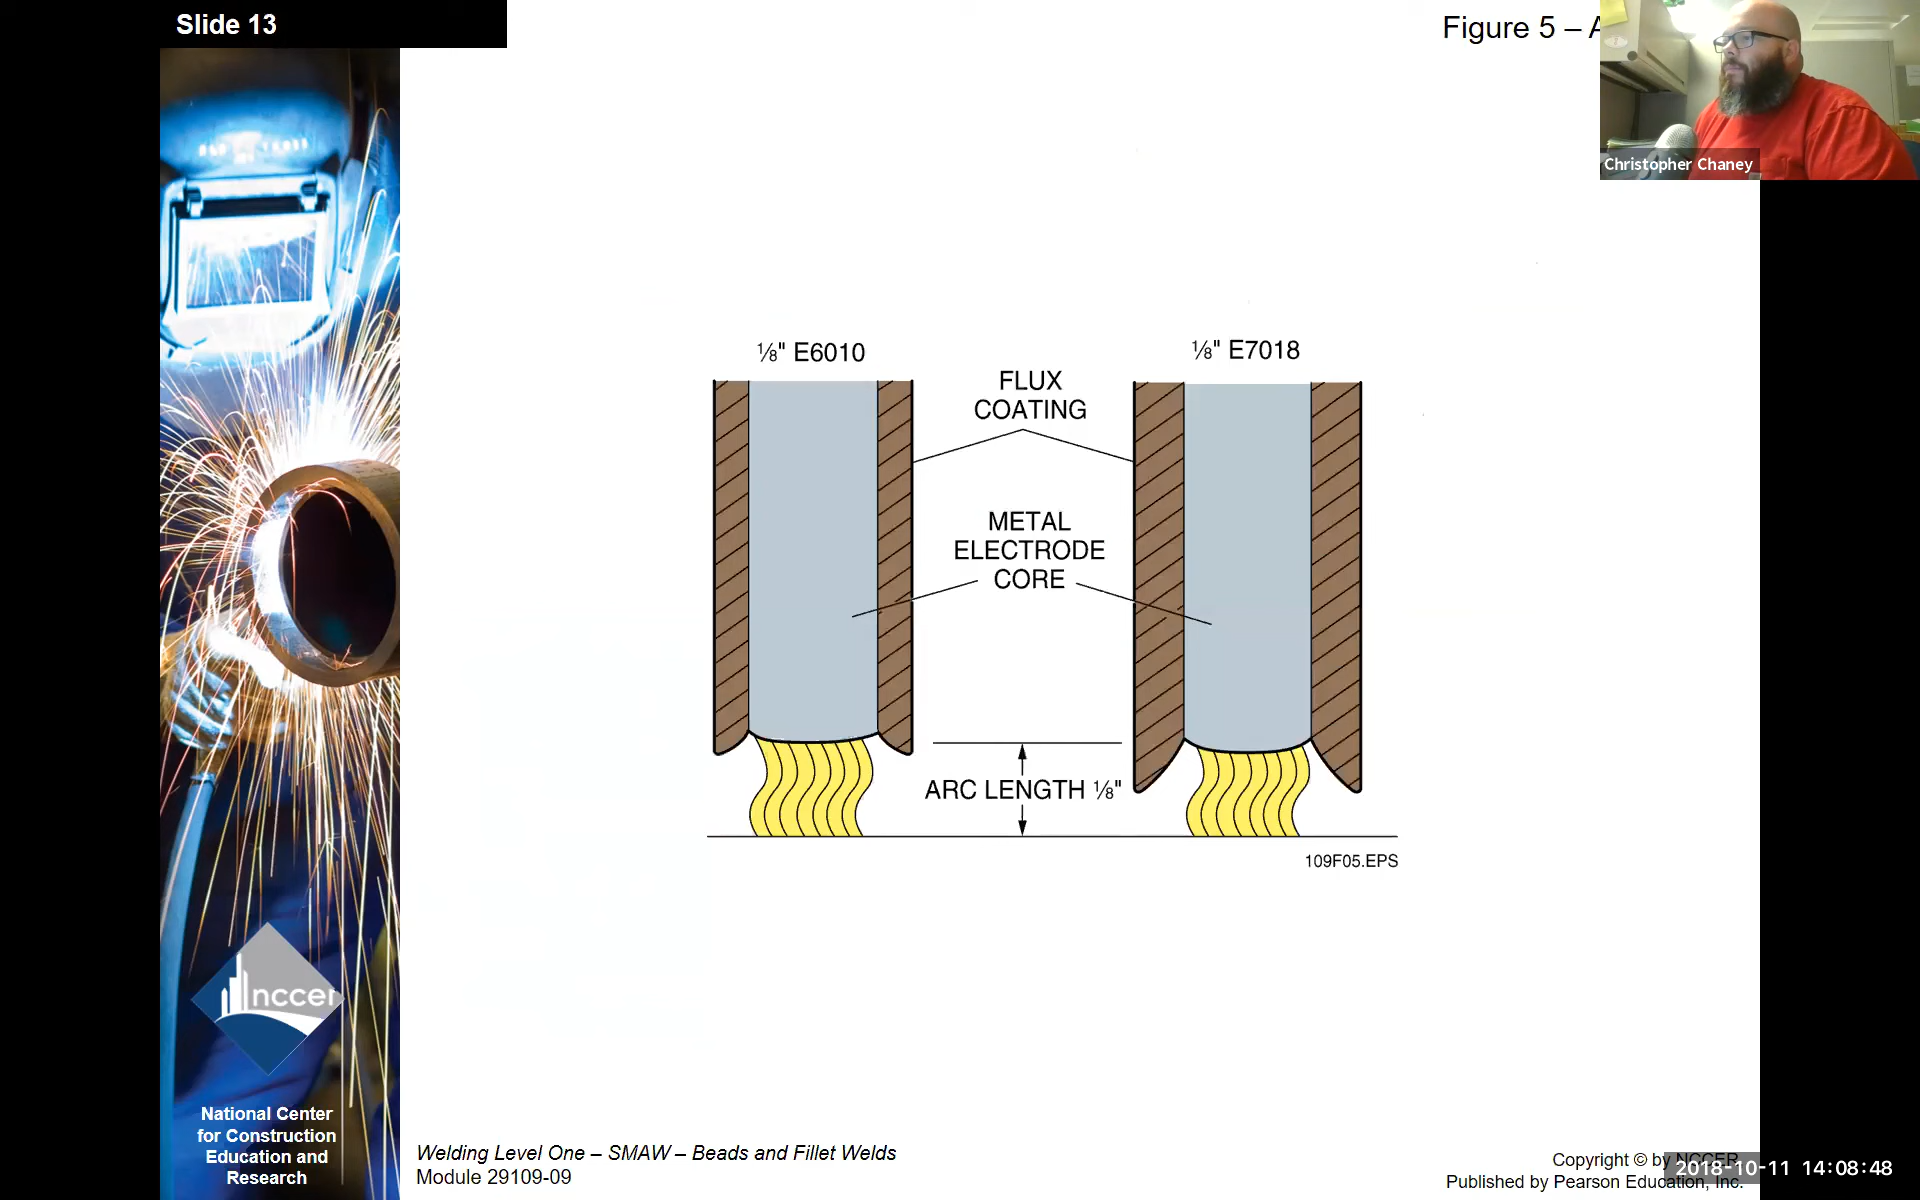 Slide 13
Figure 5 – A
Christopher Chaney
⅛" E6010
⅛" E7018
FLUX
COATING
METAL
ELECTRODE
CORE
ARC LENGTH ⅛"
109F05.EPS
nccer
National Center
for Construction
Education and
Research
Welding Level One – SMAW – Beads and Fillet Welds
Module 29109-09
Copyright © by NCCER
Published by Pearson Education, Inc.
2018-10-11 14:08:48